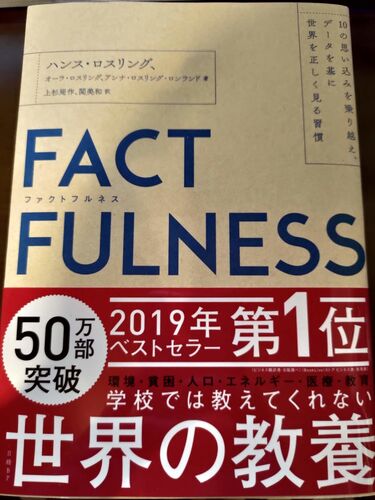 10の思い込みを乗り越え、
データを基に
世界を正しく見る習慣
ハンス・ロスリング、
オーラ・ロスリング、アンナ・ロスリング・ロンランド 著
上杉周作、関美和 訳
FACT
ファクトフルネス
FULNESS
50万部
突破
2019年
ベストセラー
第1位
環境・貧困・人口・エネルギー・医療・教育
学校では教えてくれない
世界の教養
日経BP